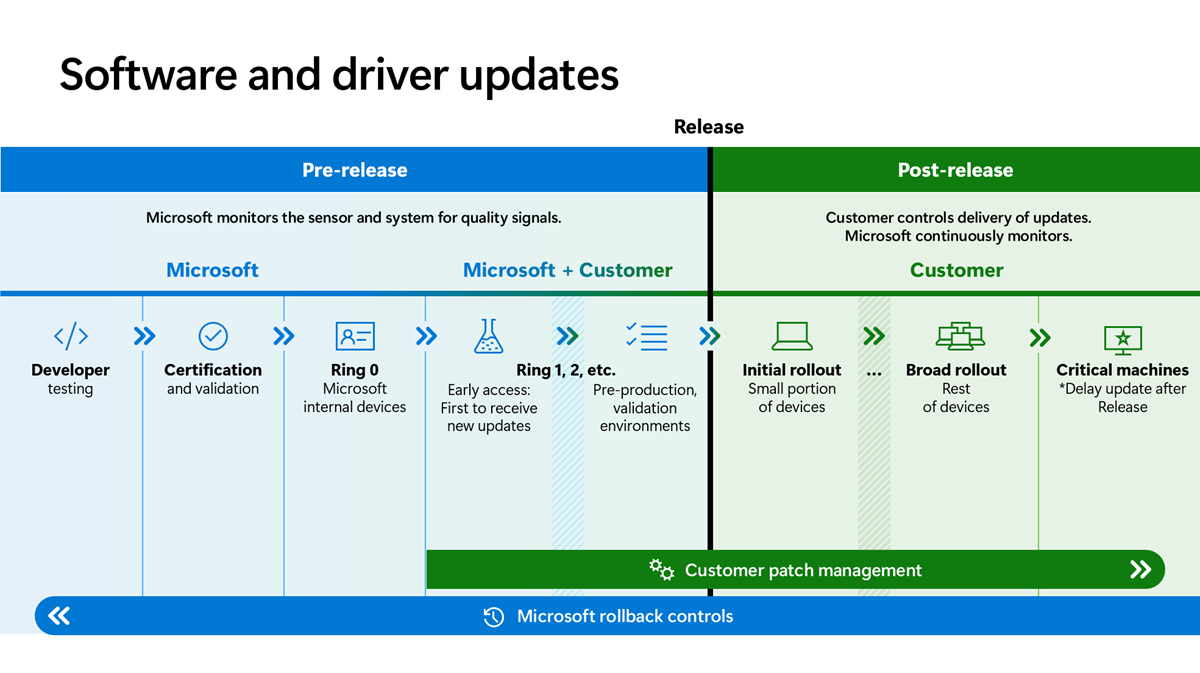 Software and driver updates
Release
Pre-release
Post-release
Microsoft monitors the sensor and system for quality signals.
Customer controls delivery of updates.
Microsoft continuously monitors.
Microsoft
Microsoft + Customer
Customer
Developer
testing
Certification
and validation
Ring 0
Microsoft
internal devices
Ring 1, 2, etc.
Early access:
First to receive
new updates
Pre-production,
validation
environments
Initial rollout
Small portion
of devices
...
Broad rollout
Rest
of devices
Critical machines
*Delay update after
Release
Customer patch management
Microsoft rollback controls